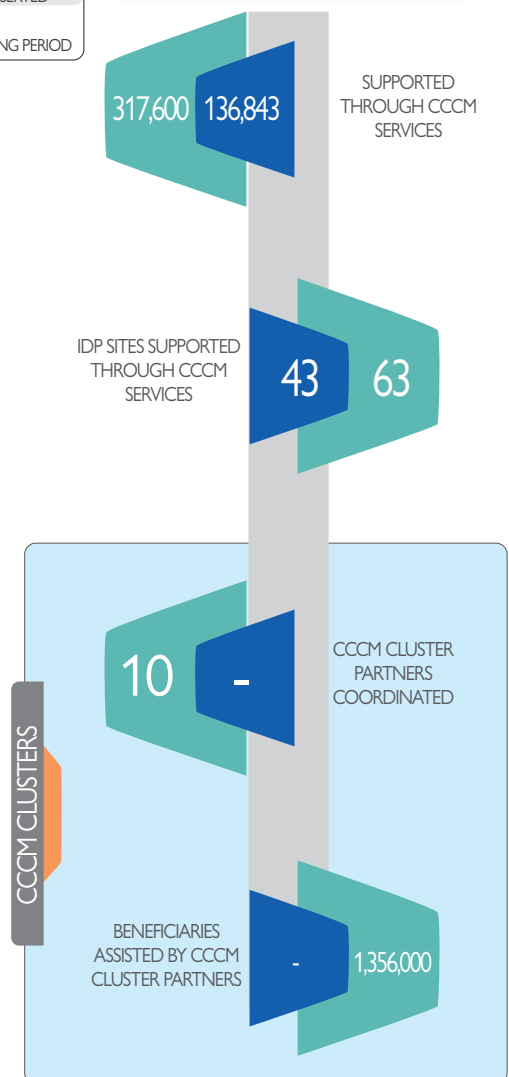 NG PERIOD
317,600
136,843
SUPPORTED
THROUGH CCCM
SERVICES
IDP SITES SUPPORTED
THROUGH CCCM
SERVICES
43
63
10
-
CCCM CLUSTER
PARTNERS
COORDINATED
CCCM CLUSTERS
BENEFICIARIES
ASSISTED BY CCCM
CLUSTER PARTNERS
-
1,356,000